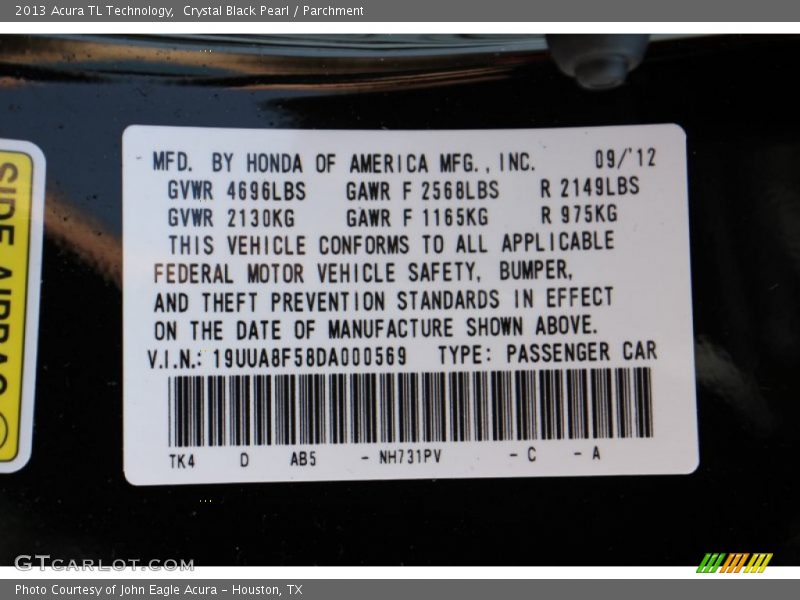 2013 Acura TL Technology,  Crystal Black Pearl / Parchment
MFD. BY HONDA OF AMERICA MFG., INC. 09/'12
GVWR 4696LBS GAWR F 2568LBS R 2149LBS
GVWR 2130KG GAWR F 1165KG R 975KG
THIS VEHICLE CONFORMS TO ALL APPLICABLE
FEDERAL MOTOR VEHICLE SAFETY, BUMPER,
AND THEFT PREVENTION STANDARDS IN EFFECT
ON THE DATE OF MANUFACTURE SHOWN ABOVE.
V.I.N.: 19UUA8F58DA000569 TYPE: PASSENGER CAR
TK4 D AB5 - NH731PV - C - A
SIDE AIRBAG
GTCARLOT.COM
Photo Courtesy of John Eagle Acura - Houston, TX